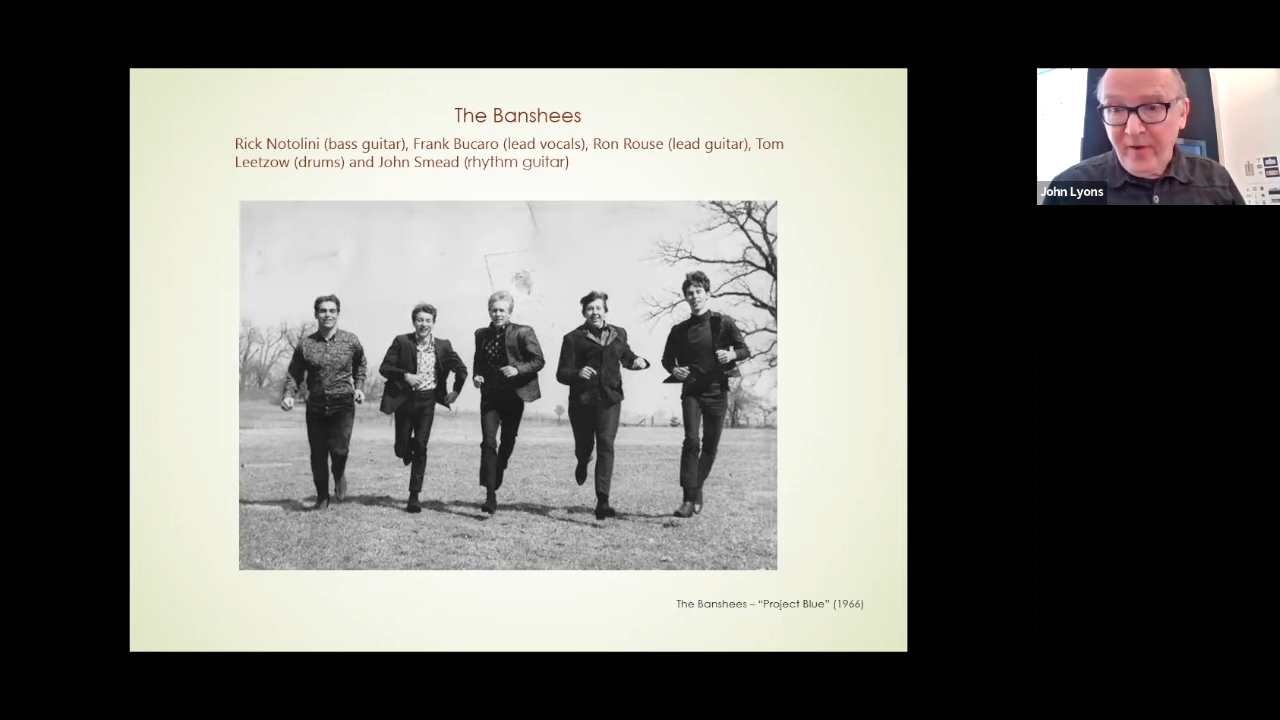 The Banshees
Rick Notolini (bass guitar), Frank Bucaro (lead vocals), Ron Rouse (lead guitar), Tom
Leetzow (drums) and John Smead (rhythm guitar)
John Lyons
The Banshees – “Project Blue” (1966)